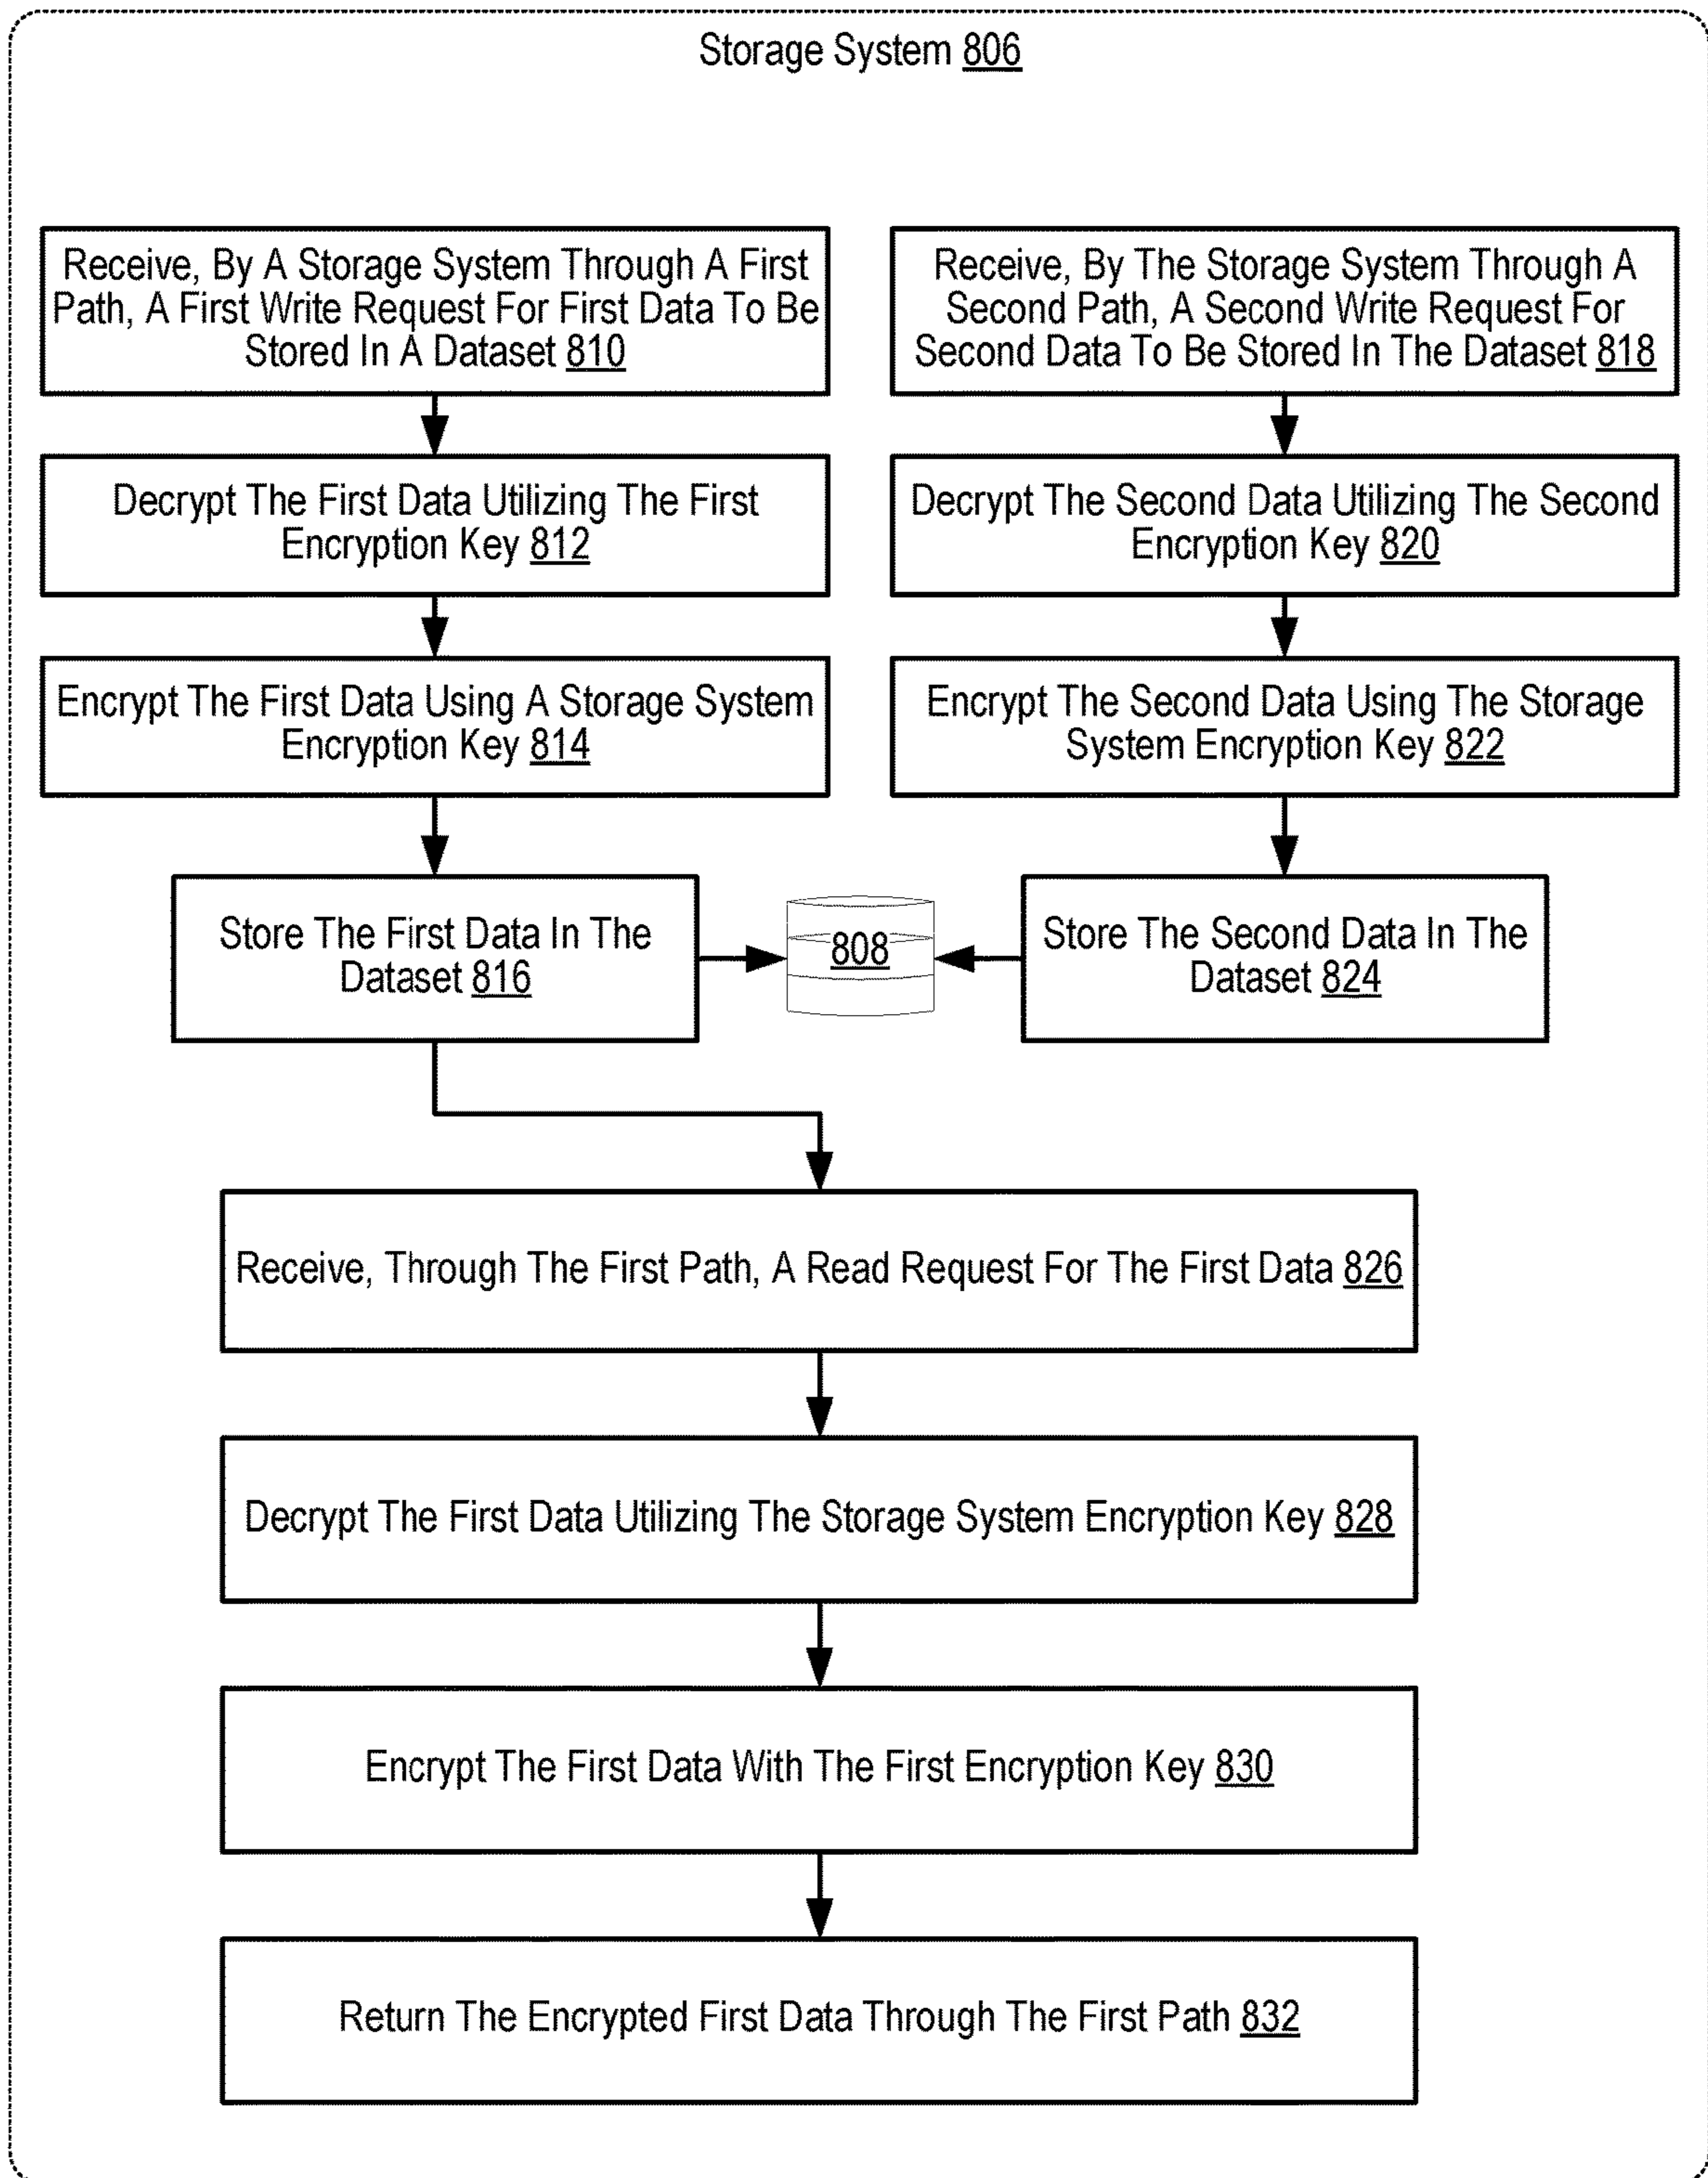 Storage System 806
Receive, By A Storage System Through A First
Path, A First Write Request For First Data To Be
Stored In A Dataset 810
Receive, By The Storage System Through A
Second Path, A Second Write Request For
Second Data To Be Stored In The Dataset 818
Decrypt The First Data Utilizing The First
Encryption Key 812
Decrypt The Second Data Utilizing The Second
Encryption Key 820
Encrypt The First Data Using A Storage System
Encryption Key 814
Encrypt The Second Data Using The Storage
System Encryption Key 822
Store The First Data In The
Dataset 816
808
Store The Second Data In The
Dataset 824
Receive, Through The First Path, A Read Request For The First Data 826
Decrypt The First Data Utilizing The Storage System Encryption Key 828
Encrypt The First Data With The First Encryption Key 830
Return The Encrypted First Data Through The First Path 832